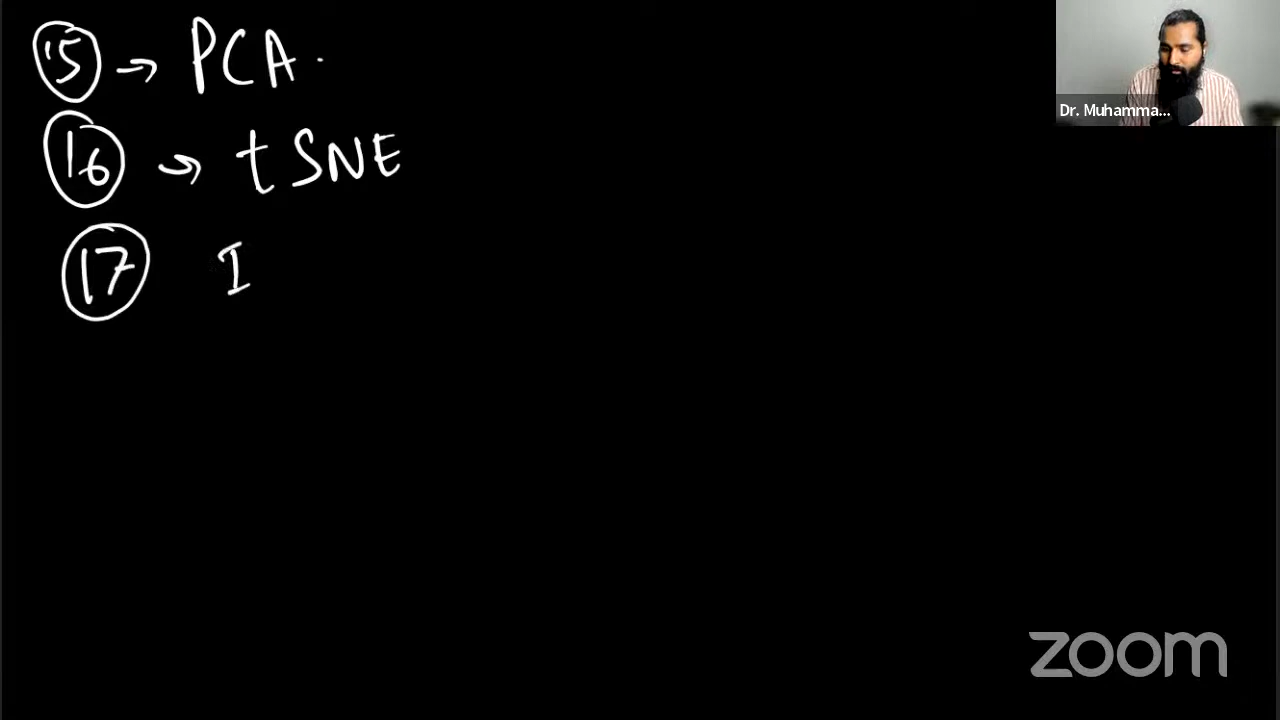 15 → PCA.
16 → tSNE
17 I
Dr. Muhamma...
zoom